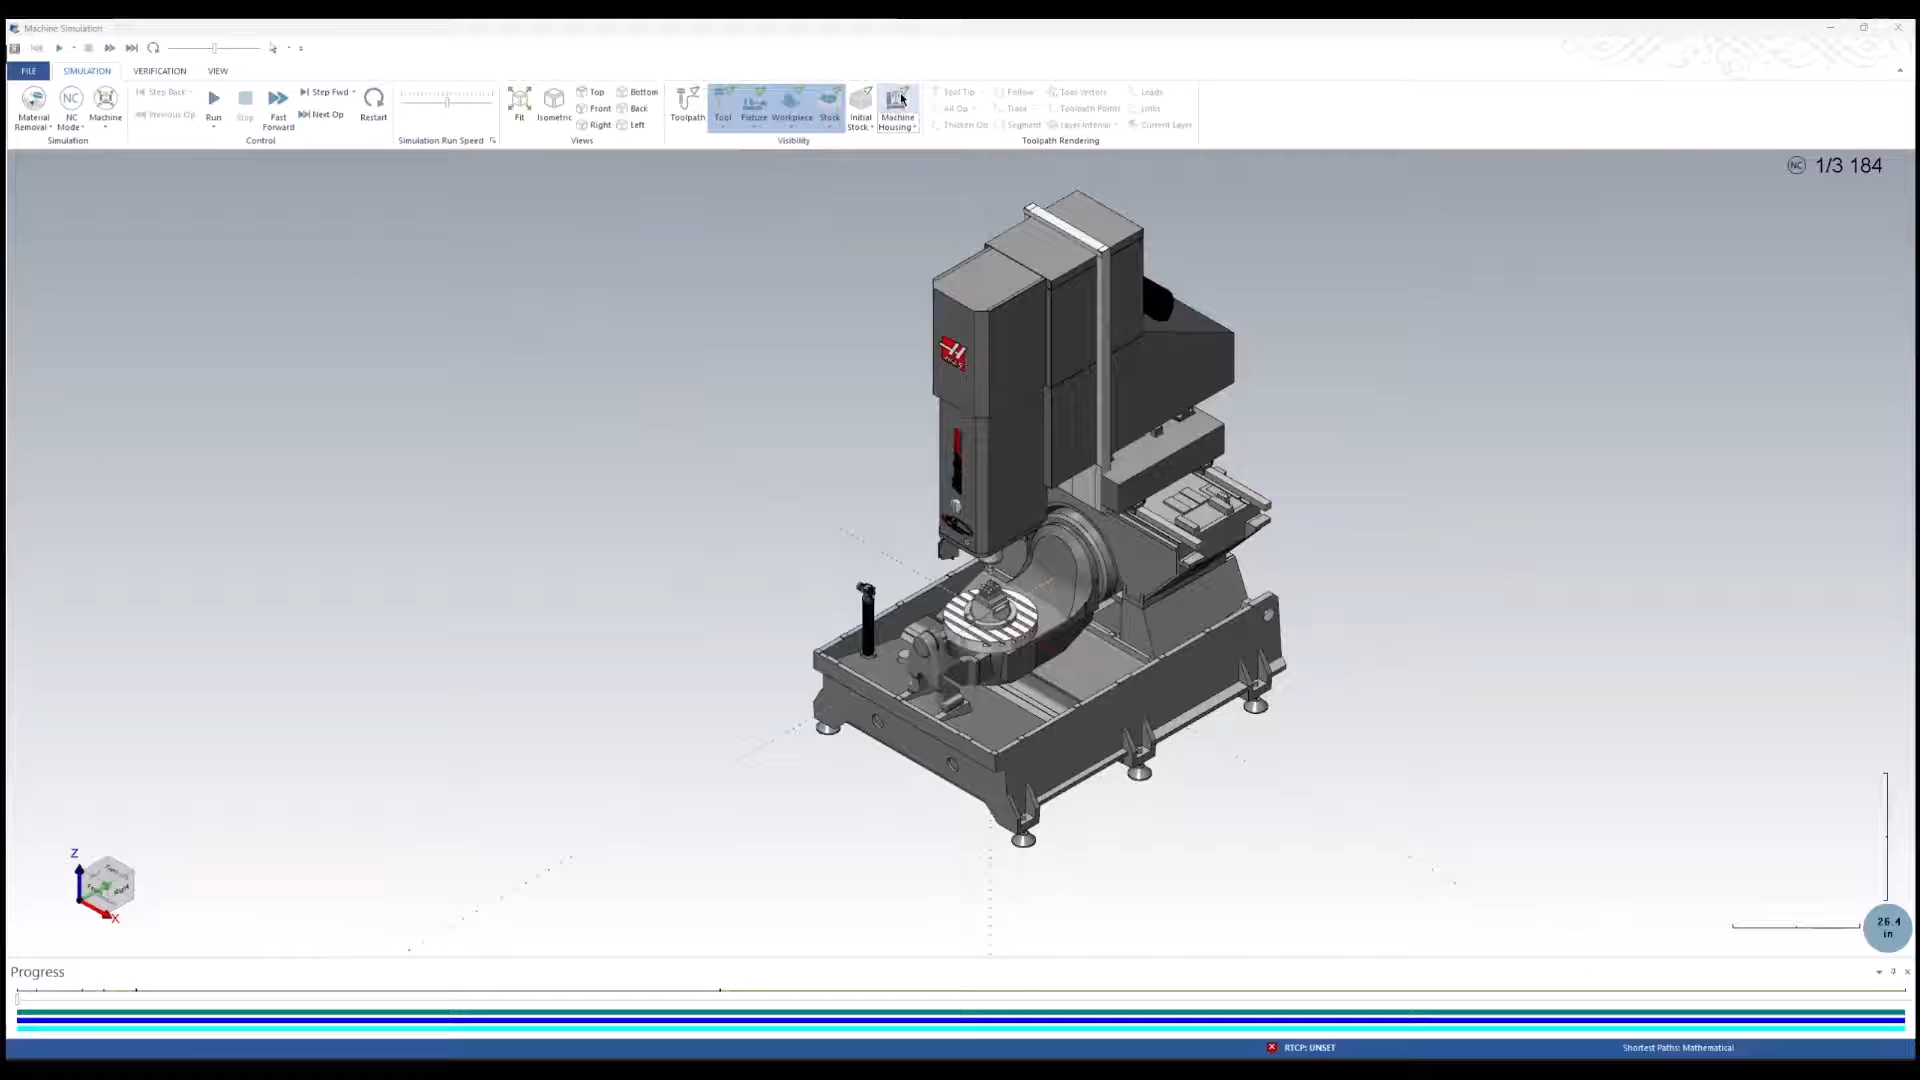 Machine Simulation
FILE SIMULATION VERIFICATION VIEW
Material Removal
NC Mode
Machine
Simulation
Step Back
Previous Op
Run
Stop
Fast Forward
Step Fwd
Next Op
Restart
Control
Simulation Run Speed
Fit
Isometric
Top
Front
Right
Bottom
Back
Left
Views
Toolpath
Tool
Fixture
Workpiece
Stock
Initial Stock
Machine Housing
Visibility
Tool Tip
All Op
Thicken Op
Follow
Trace
Segment
Tool Vectors
Toolpath Points
Layer Interval
Leads
Links
Current Layer
Toolpath Rendering
NC 1/3 184
Z
Right
X
26.4
in
Progress
RTCP: UNSET
Shortest Paths: Mathematical